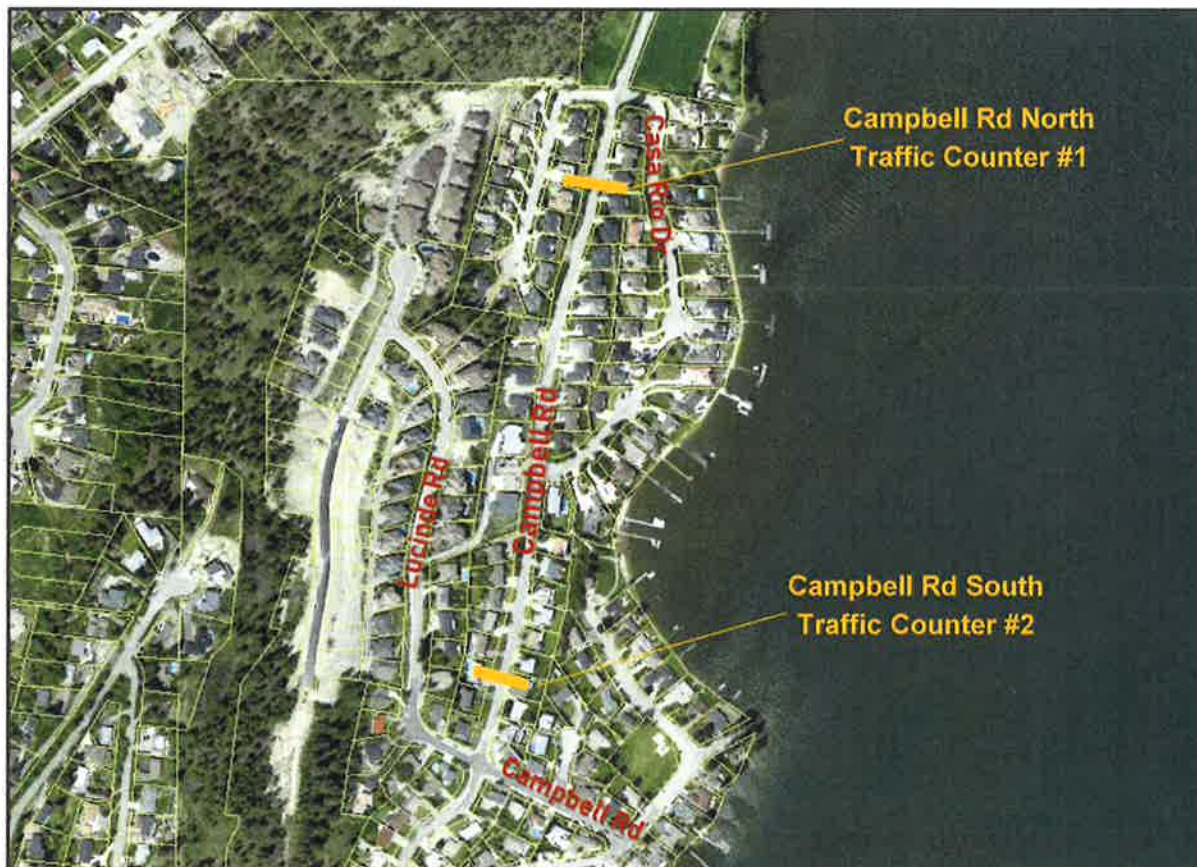 Campbell Rd North
Traffic Counter #1
Casa Rio Dr
Campbell Rd
Lucinde Rd
Campbell Rd South
Traffic Counter #2
Campbell Rd